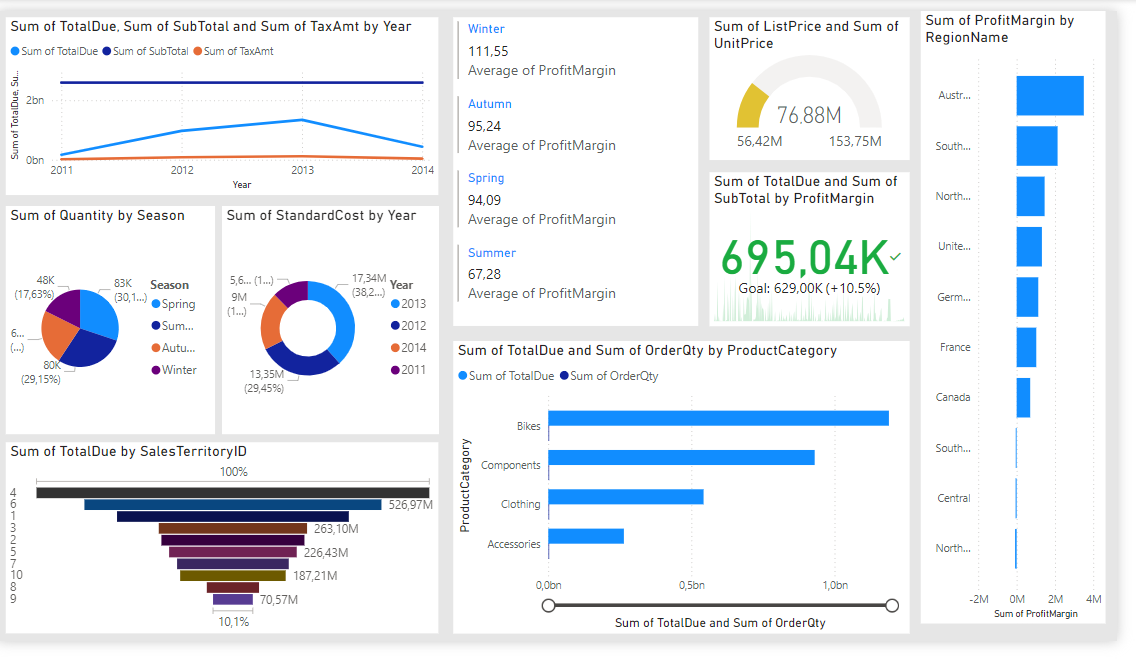 Sum of TotalDue, Sum of SubTotal and Sum of TaxAmt by Year
Sum of TotalDue Sum of SubTotal Sum of TaxAmt
Sum of TotalDue, Su...
2bn
0bn
2011 2012 2013 2014
Year
Sum of Quantity by Season
48K
(17,63%)
83K
(30,1...)
6...
(...)
80K
(29,15%)
Season
Spring
Sum...
Autu...
Winter
Sum of StandardCost by Year
5,6... (1...)
17,34M
(38,2...)
9M
(1...)
13,35M
(29,45%)
Year
2013
2012
2014
2011
Sum of TotalDue by SalesTerritoryID
100%
4
6 526,97M
1
3 263,10M
2
5 226,43M
7
10 187,21M
8
9 70,57M
10,1%
Winter
111,55
Average of ProfitMargin
Autumn
95,24
Average of ProfitMargin
Spring
94,09
Average of ProfitMargin
Summer
67,28
Average of ProfitMargin
Sum of ListPrice and Sum of
UnitPrice
76,88M
56,42M 153,75M
Sum of TotalDue and Sum of
SubTotal by ProfitMargin
695,04K
Goal: 629,00K (+10.5%)
Sum of TotalDue and Sum of OrderQty by ProductCategory
Sum of TotalDue Sum of OrderQty
ProductCategory
Bikes
Components
Clothing
Accessories
0,0bn 0,5bn 1,0bn
Sum of TotalDue and Sum of OrderQty
Sum of ProfitMargin by
RegionName
Austr...
South...
North...
Unite...
Germ...
France
Canada
South...
Central
North...
-2M 0M 2M 4M
Sum of ProfitMargin